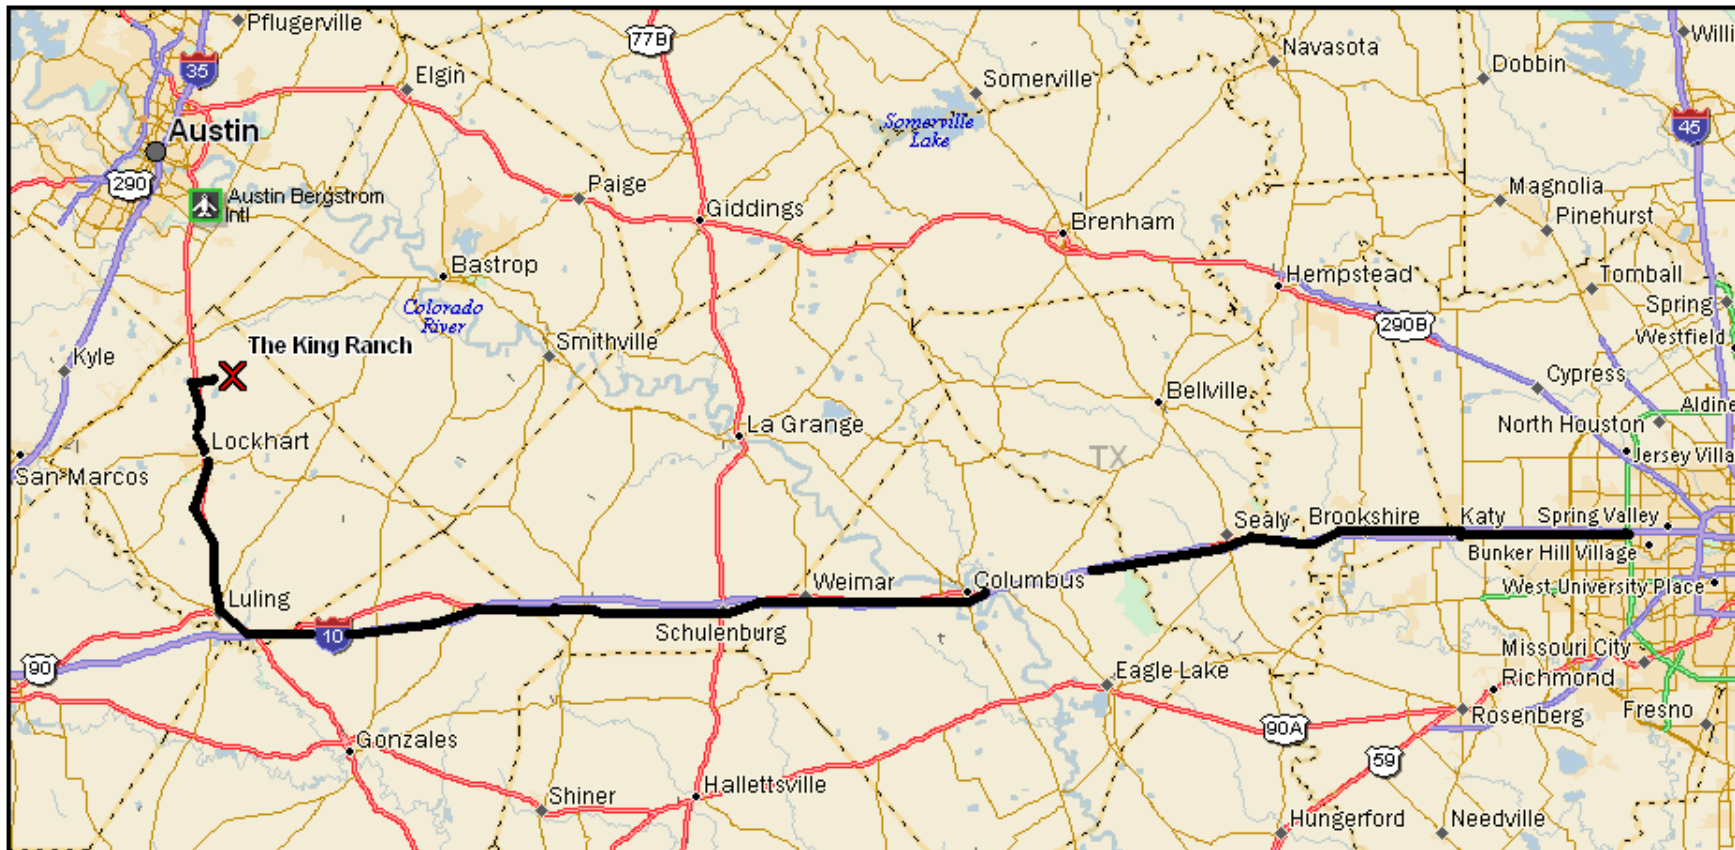 Pflugerville
77B
Willi
Navasota
35
Elgin
Somerville
Dobbin
Austin
Somerville
Lake
45
290
Austin Bergstrom
Intl
Paige
Giddings
Magnolia
Brenham
Pinehurst
Bastrop
Hempstead
Tomball
Colorado
River
Spring
290B
Westfield
The King Ranch
Smithville
Kyle
Cypress
Bellville
Aldine
La Grange
North Houston
Lockhart
TX
Jersey Villa
San Marcos
Sealy
Brookshire
Katy
Spring Valley
Bunker Hill Village
Weimar
Columbus
West University Place
Luling
10
Schulenburg
Missouri City
90
Eagle Lake
Richmond
Rosenberg
Fresno
90A
Gonzales
59
Hallettsville
Shiner
Hungerford
Needville